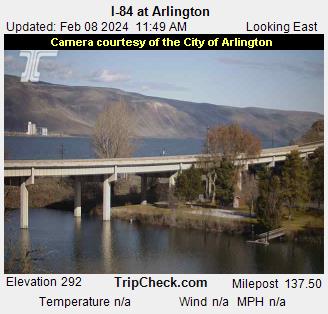 I-84 at Arlington
Updated: Feb 08 2024 11:49 AM Looking East
Camera courtesy of the City of Arlington
Elevation 292 TripCheck.com Milepost 137.50
Temperature n/a Wind n/a MPH n/a